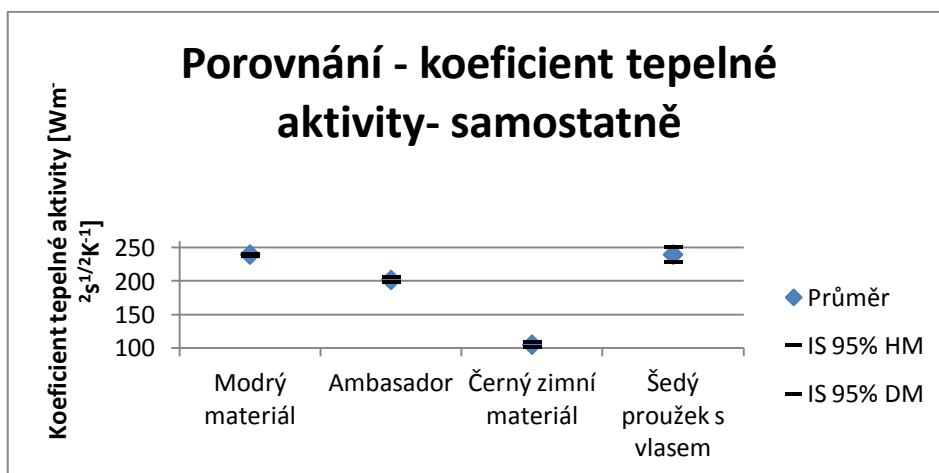 Porovnání - koeficient tepelné
aktivity- samostatně
Koeficient tepelné aktivity [Wm-
2s1/2K-1]
250
200
150
100
Modrý
materiál
Ambasador
Černý zimní
materiál
Šedý
proužek s
vlasem
Průměr
IS 95% HM
IS 95% DM